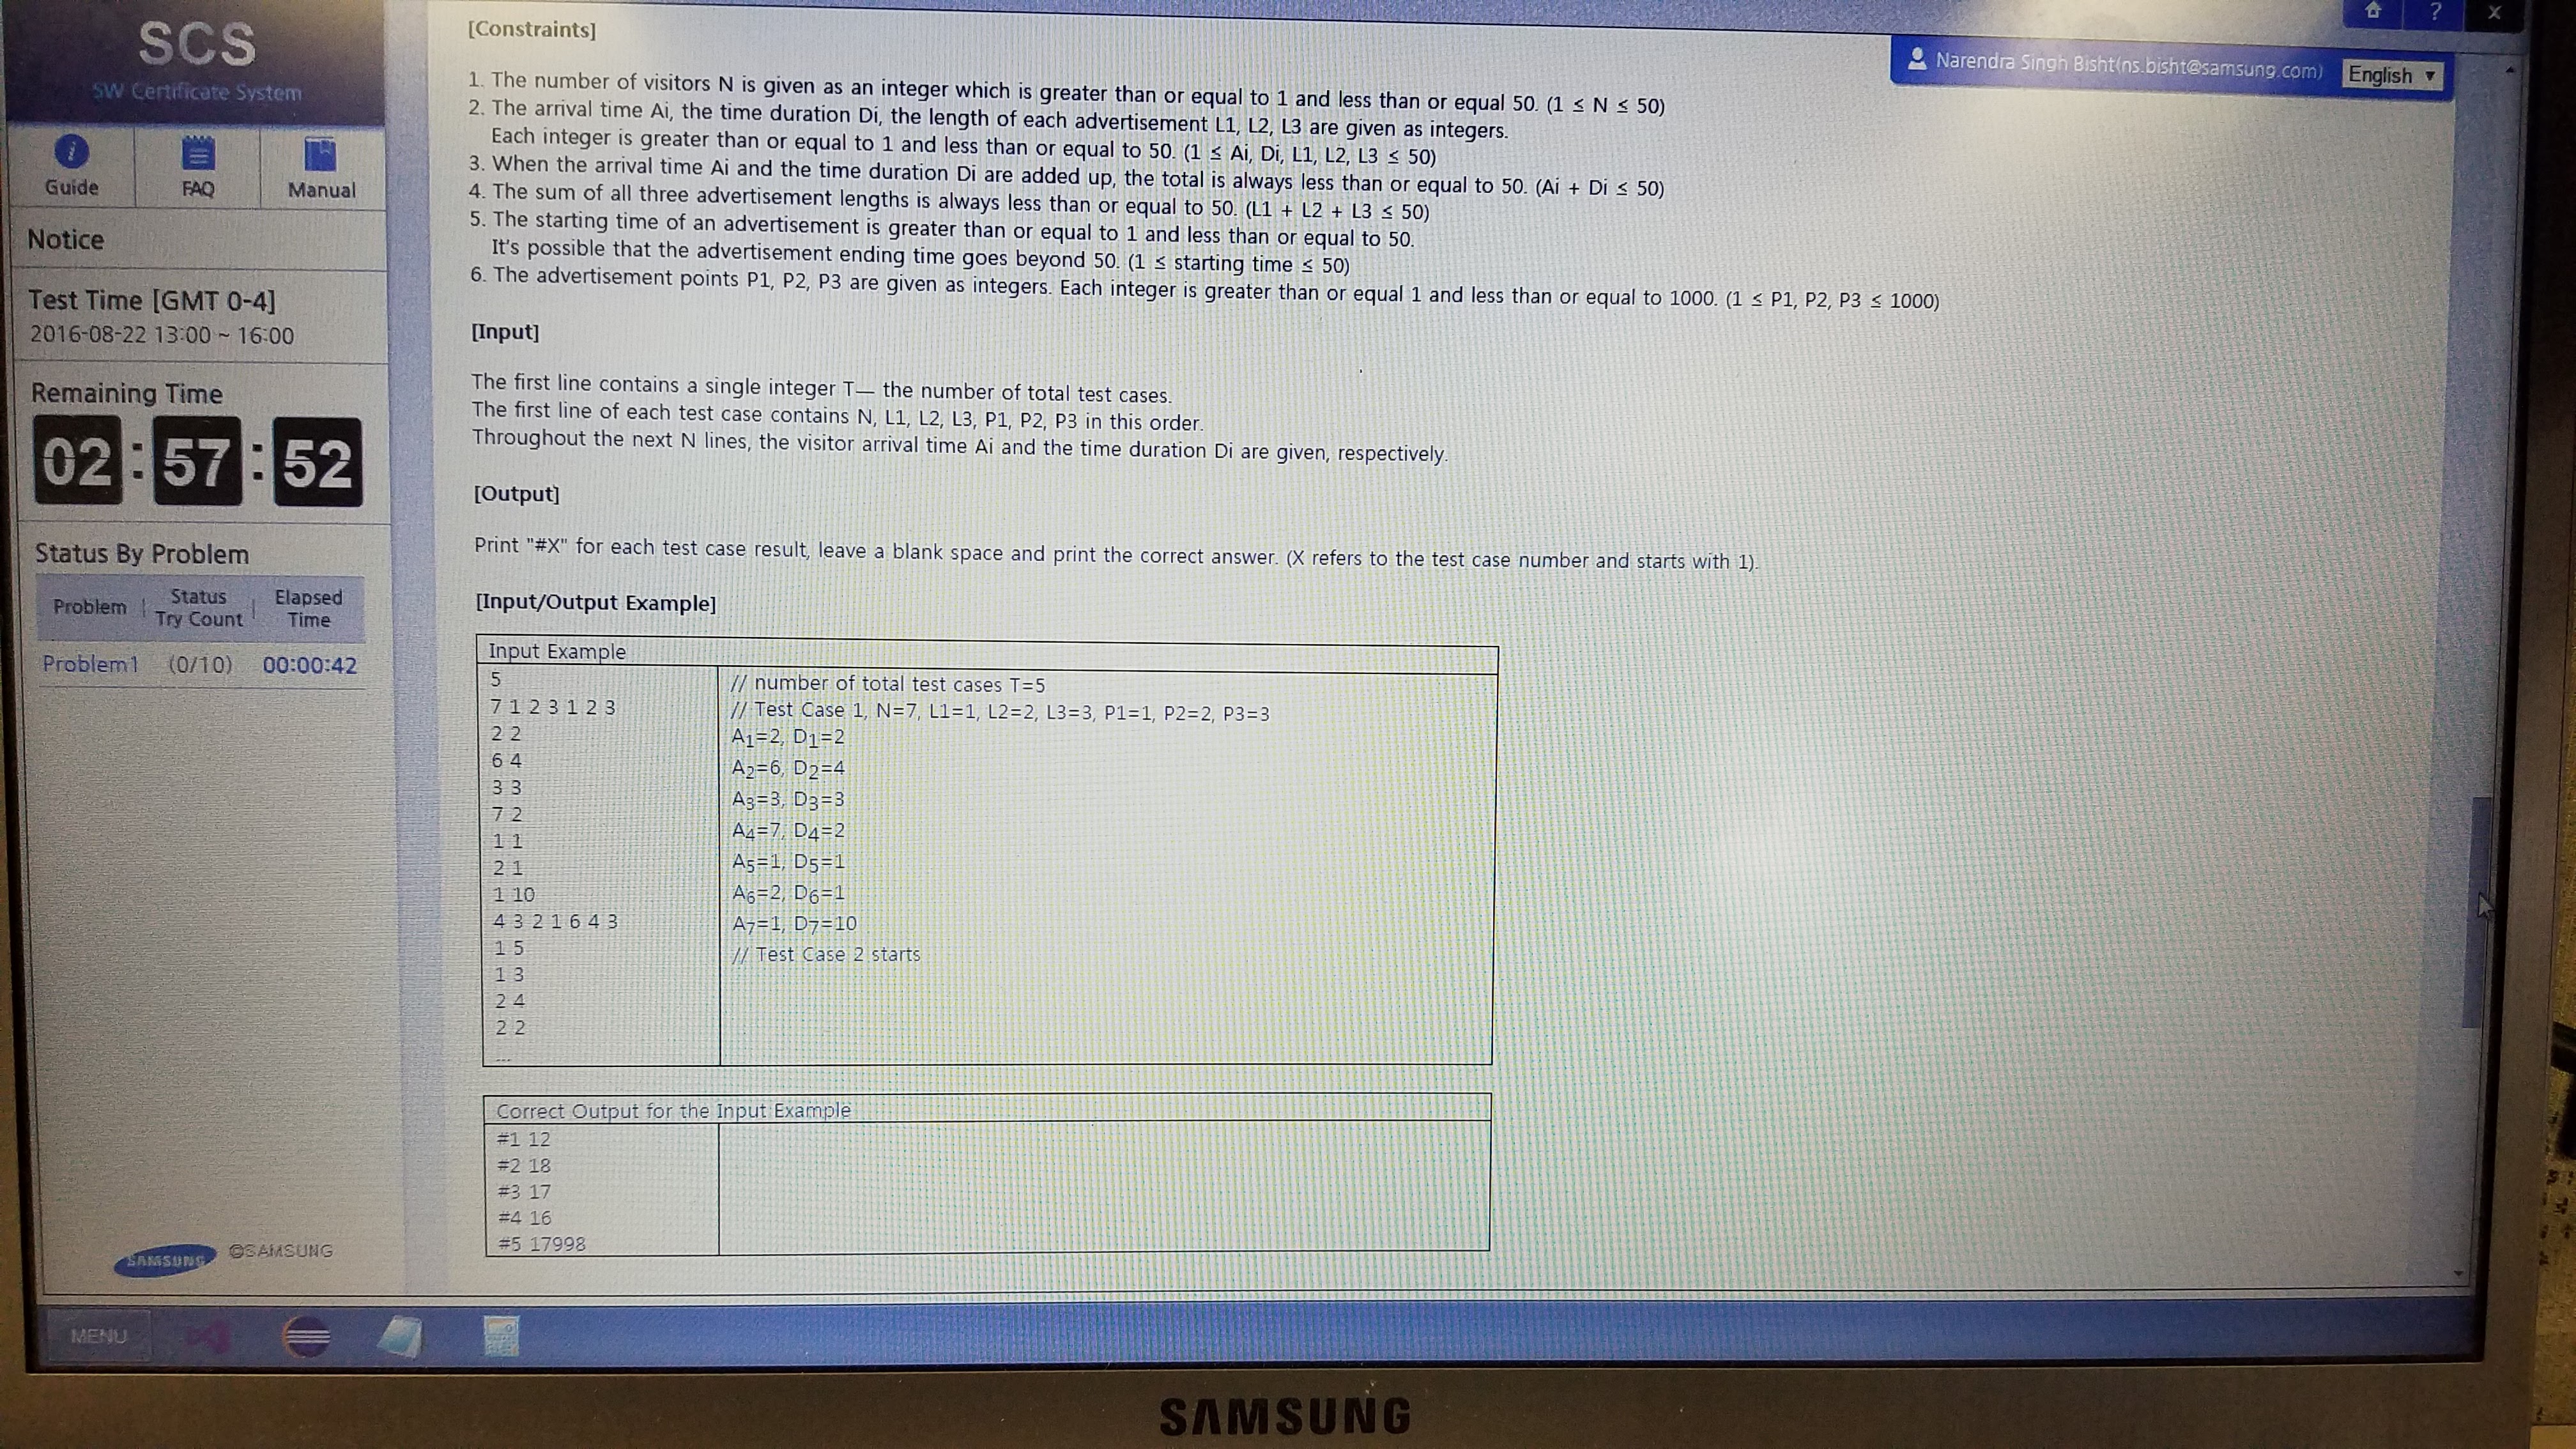 SCS
SW Certificate System
Guide
FAQ
Manual
Notice
Test Time [GMT 0-4]
2016-08-22 13:00 ~ 16:00
Remaining Time
02:57:52
Status By Problem
Problem | Status Try Count | Elapsed Time
Problem1 (0/10) 00:00:42
SAMSUNG ©SAMSUNG
MENU
? X
Narendra Singh Bisht(ns.bisht@samsung.com) English ▼
[Constraints]
1. The number of visitors N is given as an integer which is greater than or equal to 1 and less than or equal 50. (1 ≤ N ≤ 50)
2. The arrival time Ai, the time duration Di, the length of each advertisement L1, L2, L3 are given as integers.
Each integer is greater than or equal to 1 and less than or equal to 50. (1 ≤ Ai, Di, L1, L2, L3 ≤ 50)
3. When the arrival time Ai and the time duration Di are added up, the total is always less than or equal to 50. (Ai + Di ≤ 50)
4. The sum of all three advertisement lengths is always less than or equal to 50. (L1 + L2 + L3 ≤ 50)
5. The starting time of an advertisement is greater than or equal to 1 and less than or equal to 50.
It's possible that the advertisement ending time goes beyond 50. (1 ≤ starting time ≤ 50)
6. The advertisement points P1, P2, P3 are given as integers. Each integer is greater than or equal 1 and less than or equal to 1000. (1 ≤ P1, P2, P3 ≤ 1000)
[Input]
The first line contains a single integer T— the number of total test cases.
The first line of each test case contains N, L1, L2, L3, P1, P2, P3 in this order.
Throughout the next N lines, the visitor arrival time Ai and the time duration Di are given, respectively.
[Output]
Print "#X" for each test case result, leave a blank space and print the correct answer. (X refers to the test case number and starts with 1).
[Input/Output Example]
Input Example
5
7 1 2 3 1 2 3
2 2
6 4
3 3
7 2
1 1
2 1
1 10
4 3 2 1 6 4 3
1 5
1 3
2 4
2 2
...
// number of total test cases T=5
// Test Case 1, N=7, L1=1, L2=2, L3=3, P1=1, P2=2, P3=3
A1=2, D1=2
A2=6, D2=4
A3=3, D3=3
A4=7, D4=2
A5=1, D5=1
A6=2, D6=1
A7=1, D7=10
// Test Case 2 starts
Correct Output for the Input Example
#1 12
#2 18
#3 17
#4 16
#5 17998
SAMSUNG